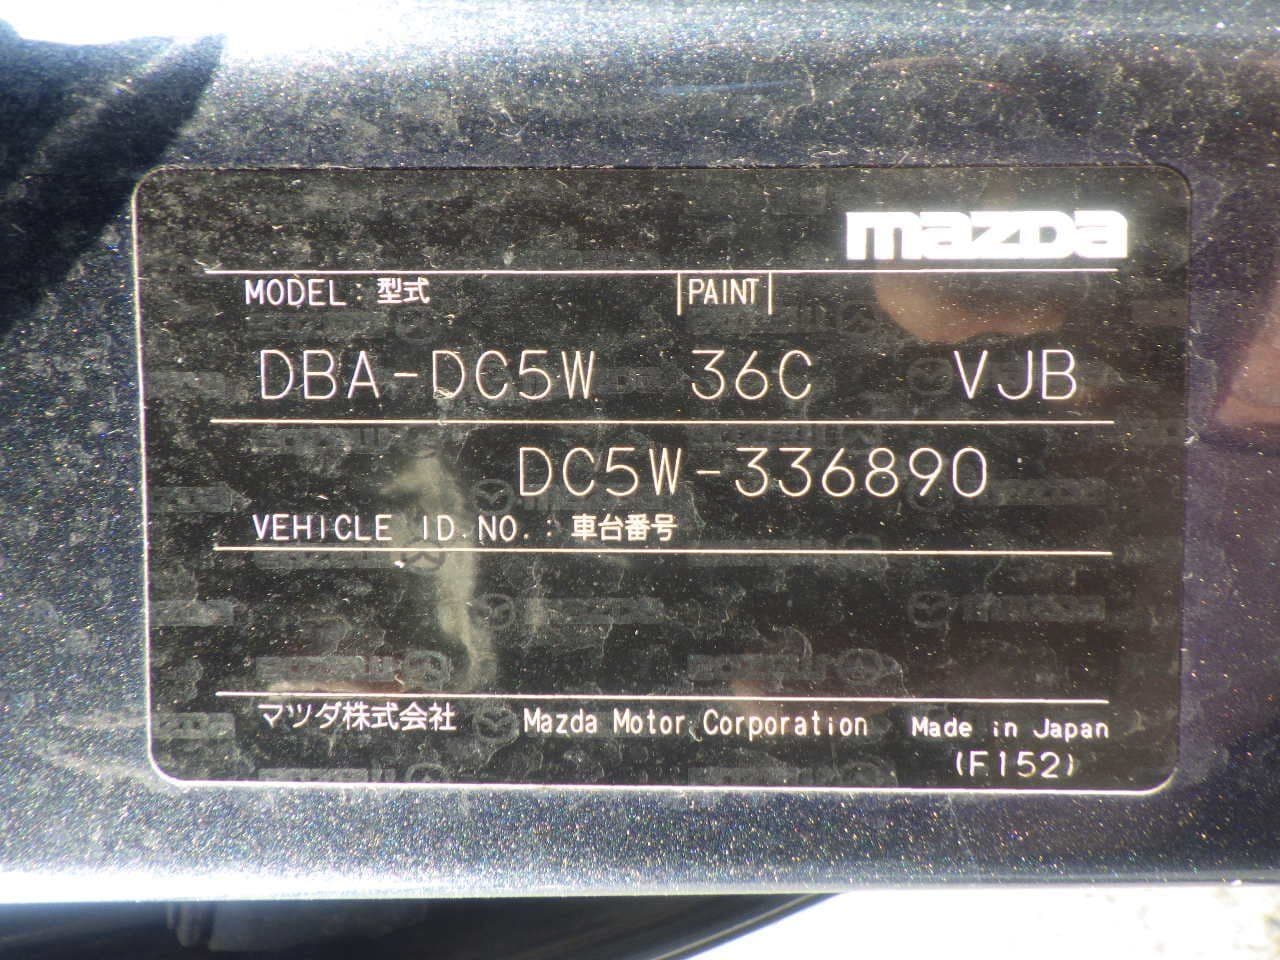 mazda
MODEL : 型式 PAINT
DBA-DC5W 36C VJB
DC5W-336890
VEHICLE ID.NO. : 車台番号
マツダ株式会社 Mazda Motor Corporation Made in Japan
(F152)